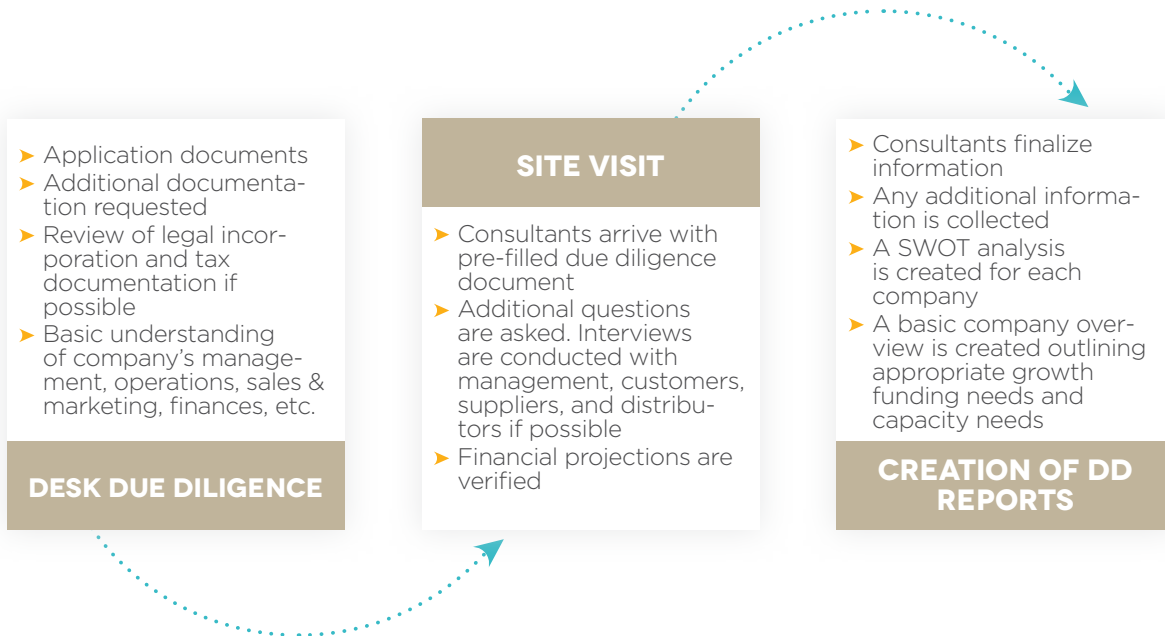 Application documents
Additional documenta-
tion requested
Review of legal incor-
poration and tax
documentation if
possible
Basic understanding
of company's manage-
ment, operations, sales &
marketing, finances, etc.
DESK DUE DILIGENCE
SITE VISIT
Consultants arrive with
pre-filled due diligence
document
Additional questions
are asked. Interviews
are conducted with
management, customers,
suppliers, and distribu-
tors if possible
Financial projections are
verified
Consultants finalize
information
Any additional informa-
tion is collected
A SWOT analysis
is created for each
company
A basic company over-
view is created outlining
appropriate growth
funding needs and
capacity needs
CREATION OF DD
REPORTS